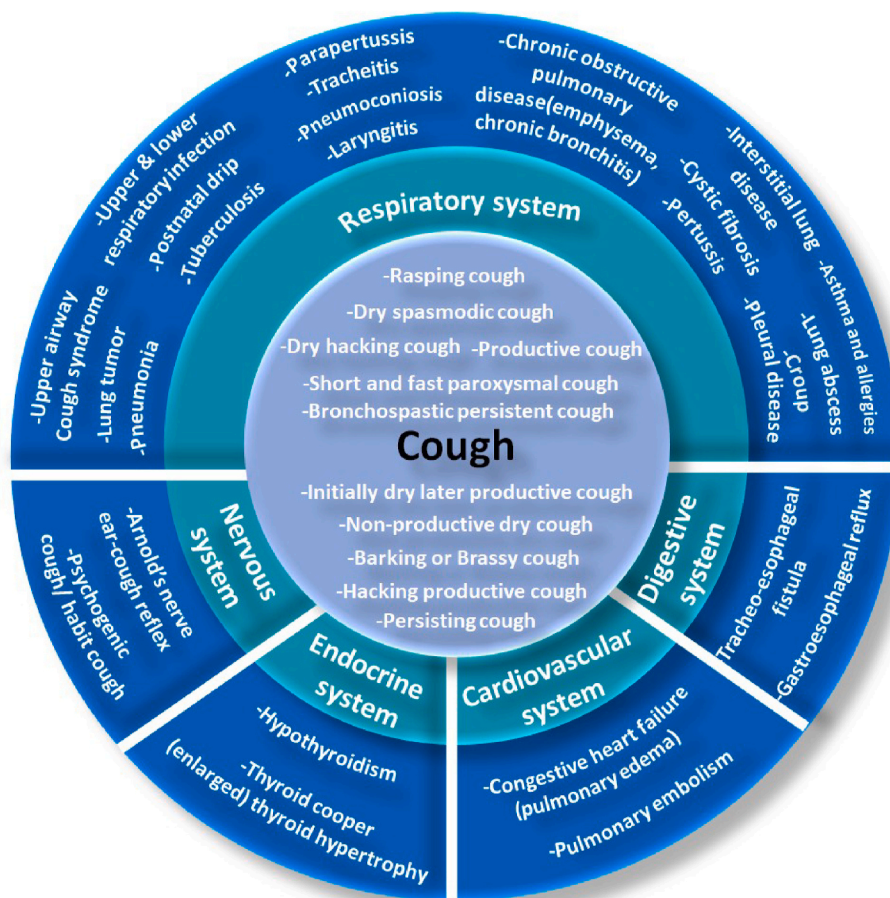 -Upper airway
Cough syndrome
-Lung tumor
-Pneumonia
-Upper & lower
respiratory infection
-Postnatal drip
-Tuberculosis
-Parapertussis
-Tracheitis
-Pneumoconiosis
-Laryngitis
-Chronic obstructive
pulmonary
disease(emphysema,
chronic bronchitis)
-Interstitial lung
disease
-Cystic fibrosis
-Pertussis
-Asthma and allergies
-Lung abscess
-Croup
-Pleural disease
Respiratory system
-Rasping cough
-Dry spasmodic cough
-Dry hacking cough
-Productive cough
-Short and fast paroxysmal cough
-Bronchospastic persistent cough
Cough
-Initially dry later productive cough
-Non-productive dry cough
-Barking or Brassy cough
-Hacking productive cough
-Persisting cough
Nervous
system
-Arnold's nerve
ear-cough reflex
-Psychogenic
cough/ habit cough
Endocrine
system
-Hypothyroidism
-Thyroid cooper
(enlarged) thyroid hypertrophy
Cardiovascular
system
-Congestive heart failure
(pulmonary edema)
-Pulmonary embolism
Digestive
system
Tracheo-esophageal
fistula
-Gastroesophageal reflux